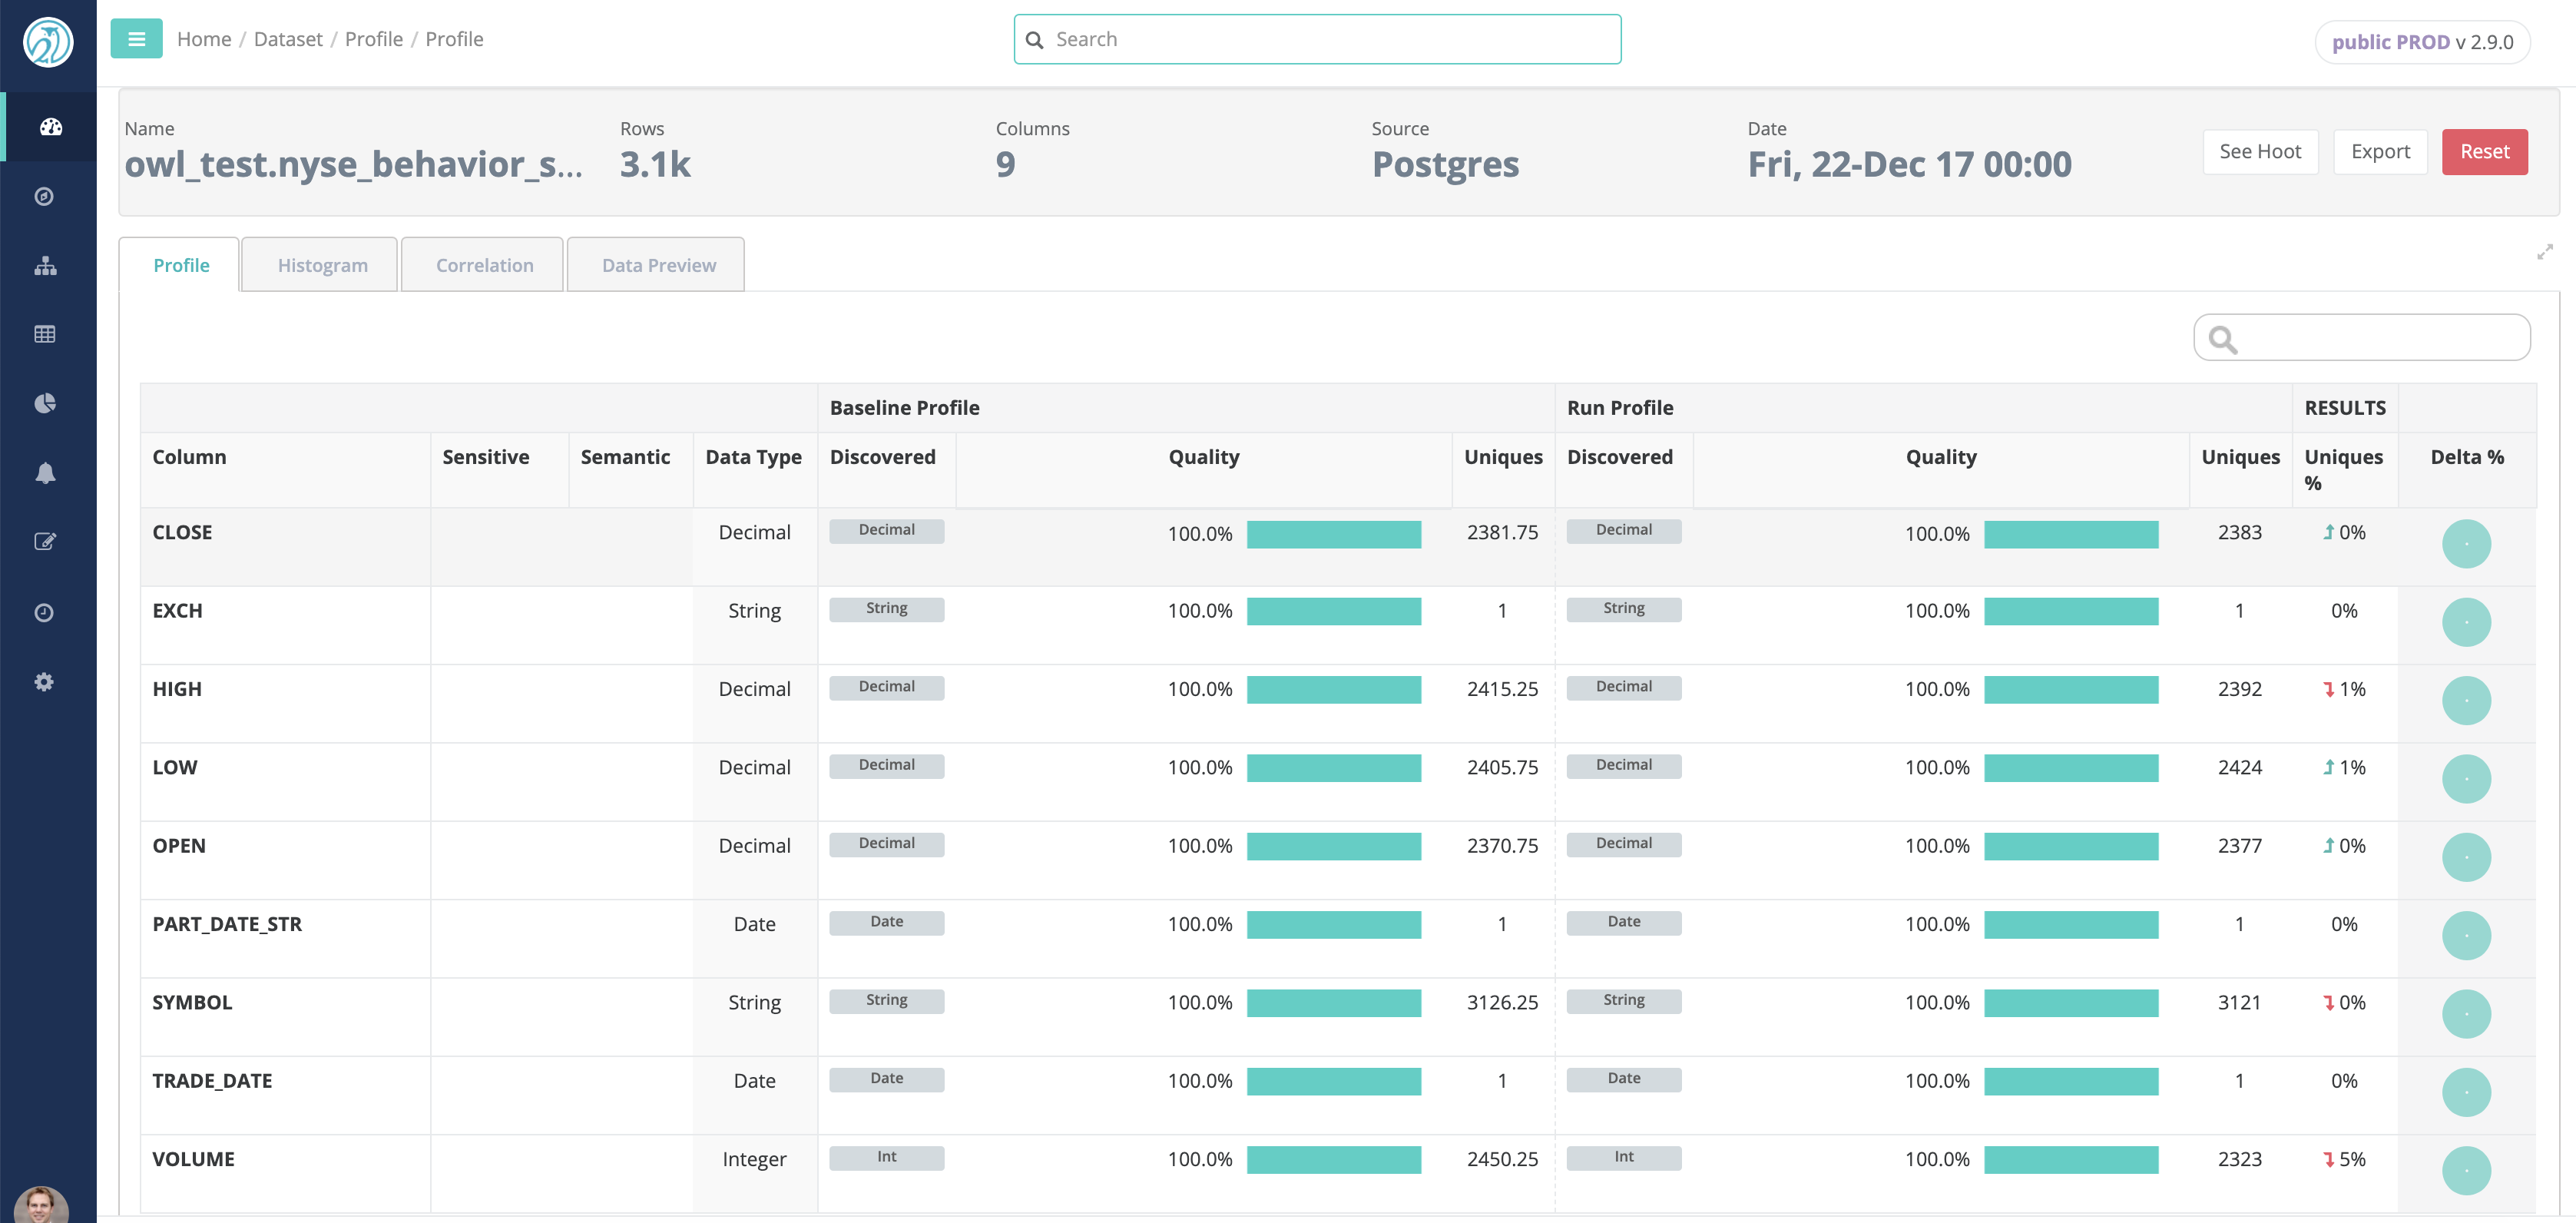 Home / Dataset / Profile / Profile
Search
public PROD v 2.9.0
Name Rows Columns Source Date
owl_test.nyse_behavior_s... 3.1k 9 Postgres Fri, 22-Dec 17 00:00
See Hoot Export Reset
Profile Histogram Correlation Data Preview
Baseline Profile Run Profile RESULTS
Column Sensitive Semantic Data Type Discovered Quality Uniques Discovered Quality Uniques Uniques Delta %
%
CLOSE Decimal Decimal 100.0% 2381.75 Decimal 100.0% 2383 0%
EXCH String String 100.0% 1 String 100.0% 1 0%
HIGH Decimal Decimal 100.0% 2415.25 Decimal 100.0% 2392 1%
LOW Decimal Decimal 100.0% 2405.75 Decimal 100.0% 2424 1%
OPEN Decimal Decimal 100.0% 2370.75 Decimal 100.0% 2377 0%
PART_DATE_STR Date Date 100.0% 1 Date 100.0% 1 0%
SYMBOL String String 100.0% 3126.25 String 100.0% 3121 0%
TRADE_DATE Date Date 100.0% 1 Date 100.0% 1 0%
VOLUME Integer Int 100.0% 2450.25 Int 100.0% 2323 5%